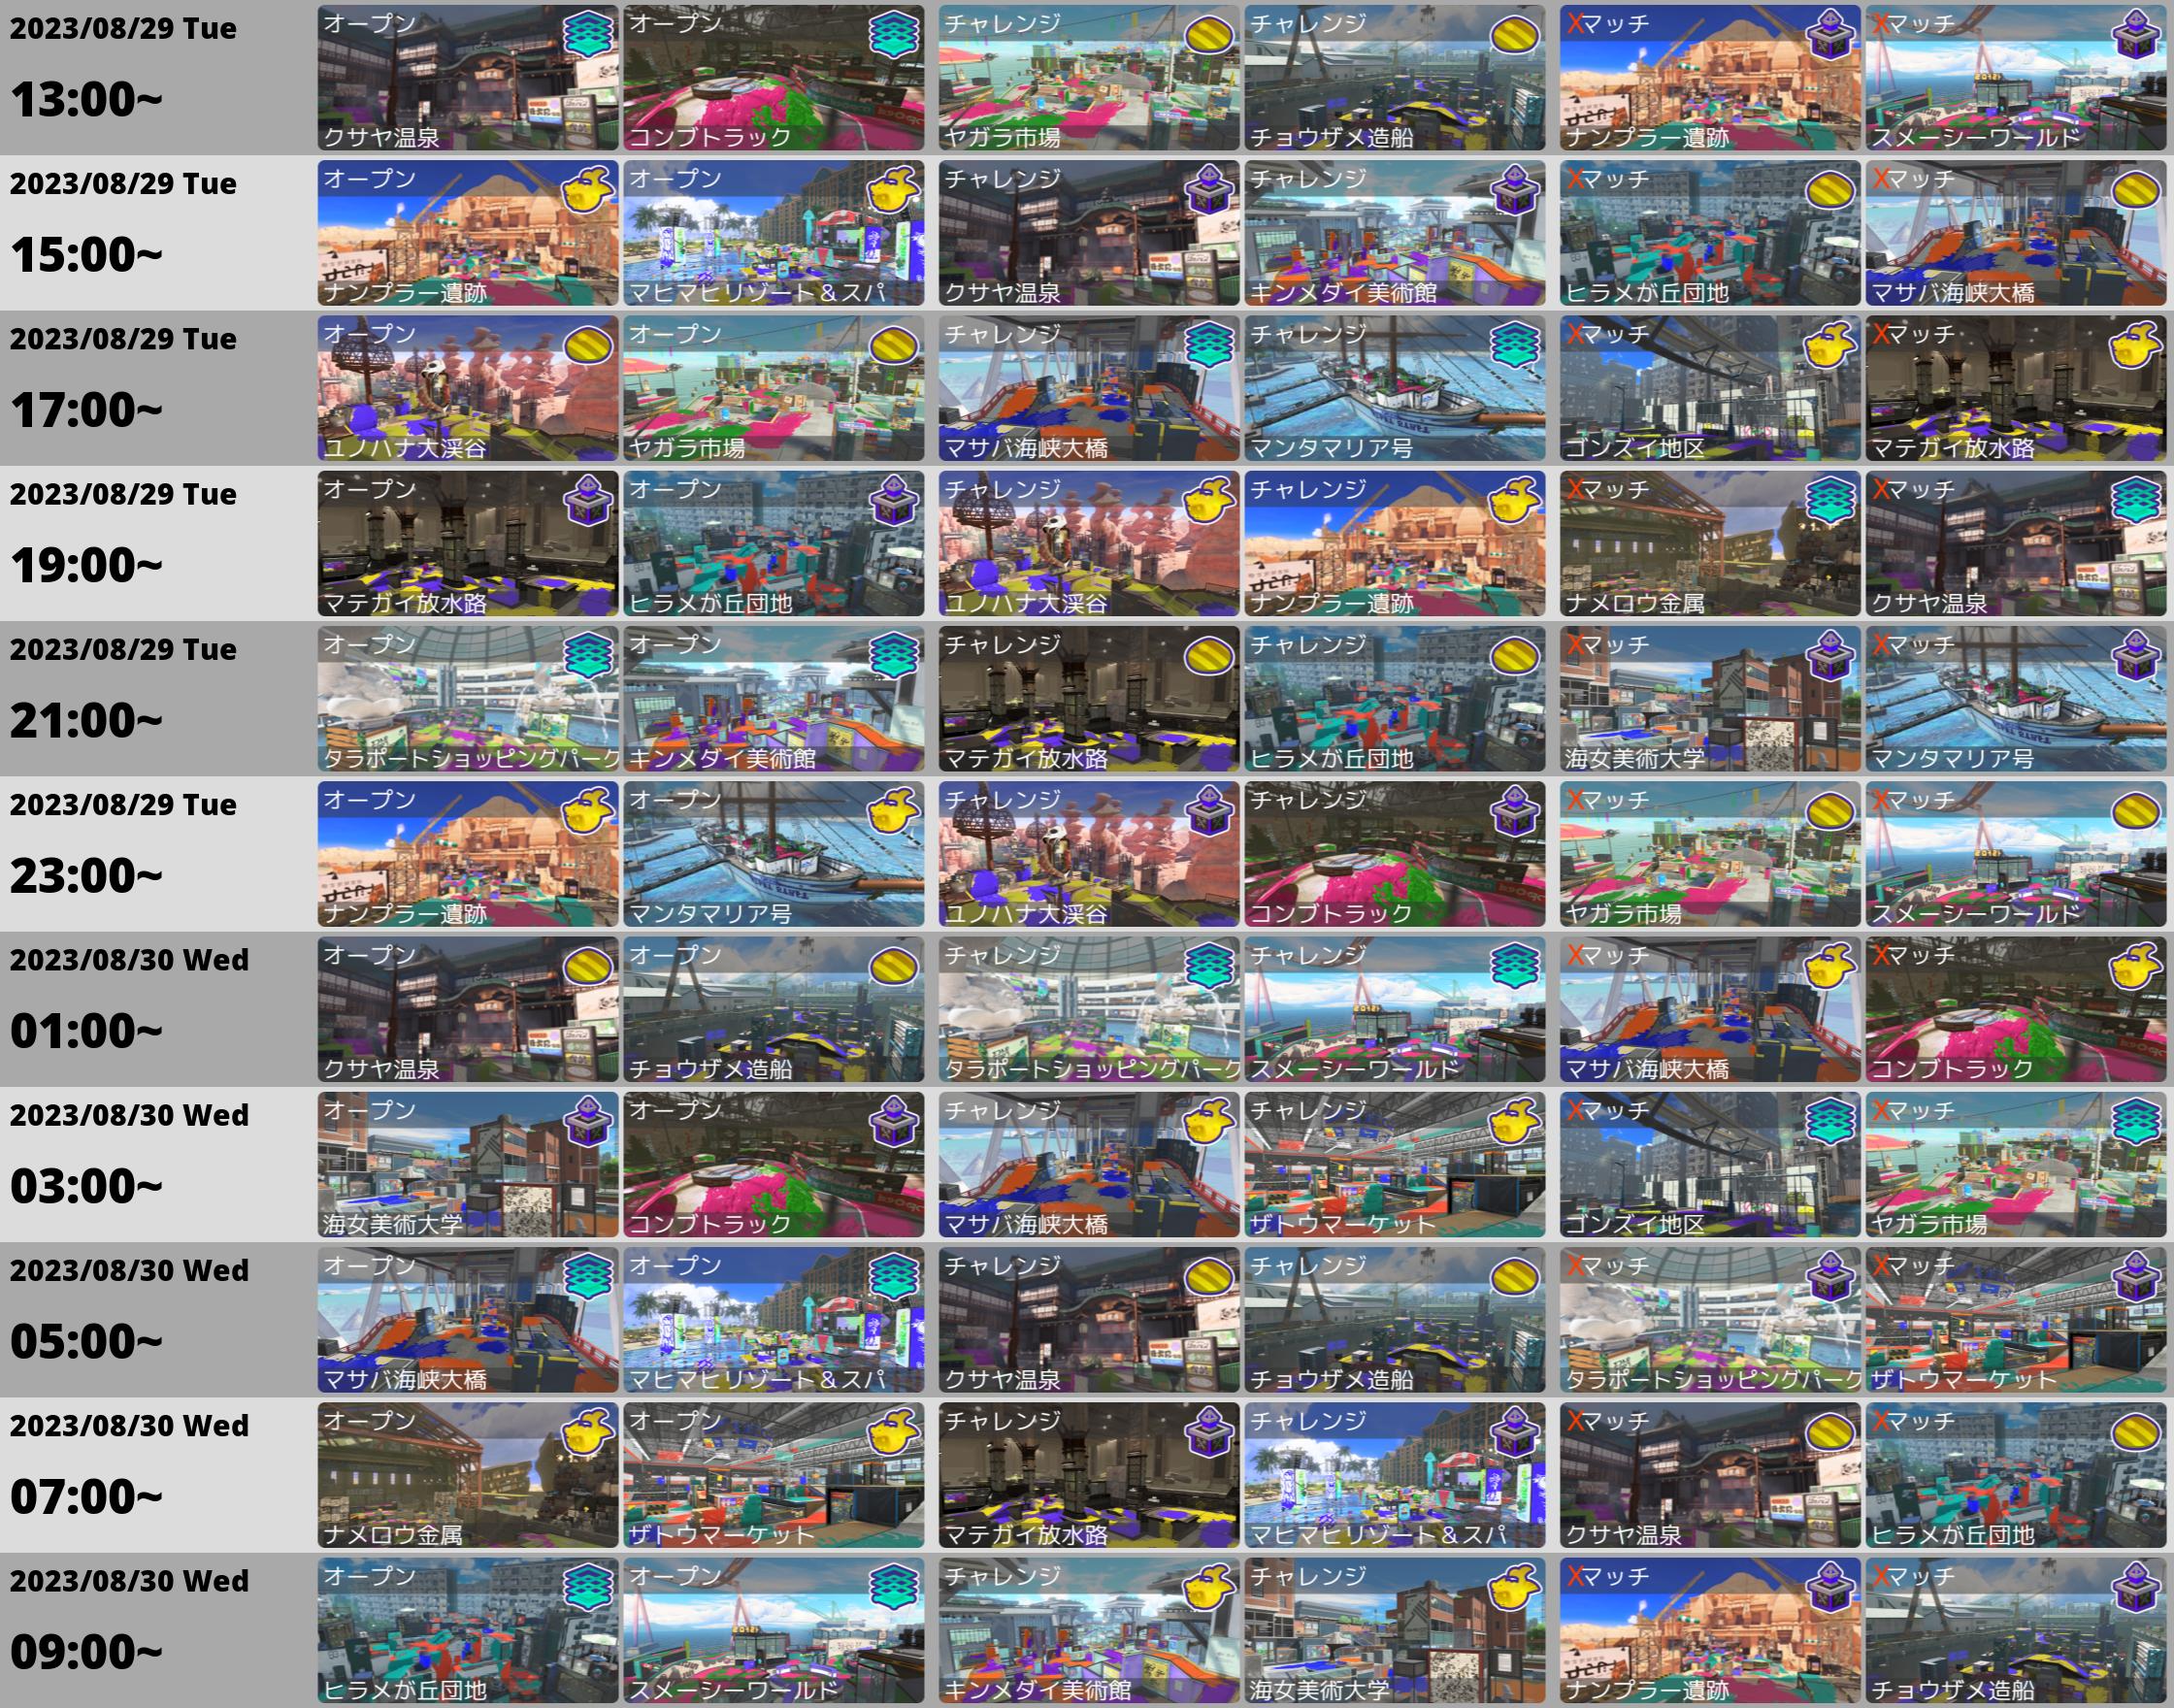 2023/08/29 Tue
13:00~
オープン
クサヤ温泉
オープン
コンブトラック
チャレンジ
ヤガラ市場
チャレンジ
チョウザメ造船
Xマッチ
ナンプラー遺跡
Xマッチ
スメーシーワールド
2023/08/29 Tue
15:00~
オープン
ナンプラー遺跡
オープン
マヒマヒリゾート＆スパ
チャレンジ
クサヤ温泉
チャレンジ
キンメダイ美術館
Xマッチ
ヒラメが丘団地
Xマッチ
マサバ海峡大橋
2023/08/29 Tue
17:00~
オープン
ユノハナ大渓谷
オープン
ヤガラ市場
チャレンジ
マサバ海峡大橋
チャレンジ
マンタマリア号
Xマッチ
ゴンズイ地区
Xマッチ
マテガイ放水路
2023/08/29 Tue
19:00~
オープン
マテガイ放水路
オープン
ヒラメが丘団地
チャレンジ
ユノハナ大渓谷
チャレンジ
ナンプラー遺跡
Xマッチ
ナメロウ金属
Xマッチ
クサヤ温泉
2023/08/29 Tue
21:00~
オープン
タラポートショッピングパーク
オープン
キンメダイ美術館
チャレンジ
マテガイ放水路
チャレンジ
ヒラメが丘団地
Xマッチ
海女美術大学
Xマッチ
マンタマリア号
2023/08/29 Tue
23:00~
オープン
ナンプラー遺跡
オープン
マンタマリア号
チャレンジ
ユノハナ大渓谷
チャレンジ
コンブトラック
Xマッチ
ヤガラ市場
Xマッチ
スメーシーワールド
2023/08/30 Wed
01:00~
オープン
クサヤ温泉
オープン
チョウザメ造船
チャレンジ
タラポートショッピングパーク
チャレンジ
スメーシーワールド
Xマッチ
マサバ海峡大橋
Xマッチ
コンブトラック
2023/08/30 Wed
03:00~
オープン
海女美術大学
オープン
コンブトラック
チャレンジ
マサバ海峡大橋
チャレンジ
ザトウマーケット
Xマッチ
ゴンズイ地区
Xマッチ
ヤガラ市場
2023/08/30 Wed
05:00~
オープン
マサバ海峡大橋
オープン
マヒマヒリゾート＆スパ
チャレンジ
クサヤ温泉
チャレンジ
チョウザメ造船
Xマッチ
タラポートショッピングパーク
Xマッチ
ザトウマーケット
2023/08/30 Wed
07:00~
オープン
ナメロウ金属
オープン
ザトウマーケット
チャレンジ
マテガイ放水路
チャレンジ
マヒマヒリゾート＆スパ
Xマッチ
クサヤ温泉
Xマッチ
ヒラメが丘団地
2023/08/30 Wed
09:00~
オープン
ヒラメが丘団地
オープン
スメーシーワールド
チャレンジ
キンメダイ美術館
チャレンジ
海女美術大学
Xマッチ
ナンプラー遺跡
Xマッチ
チョウザメ造船